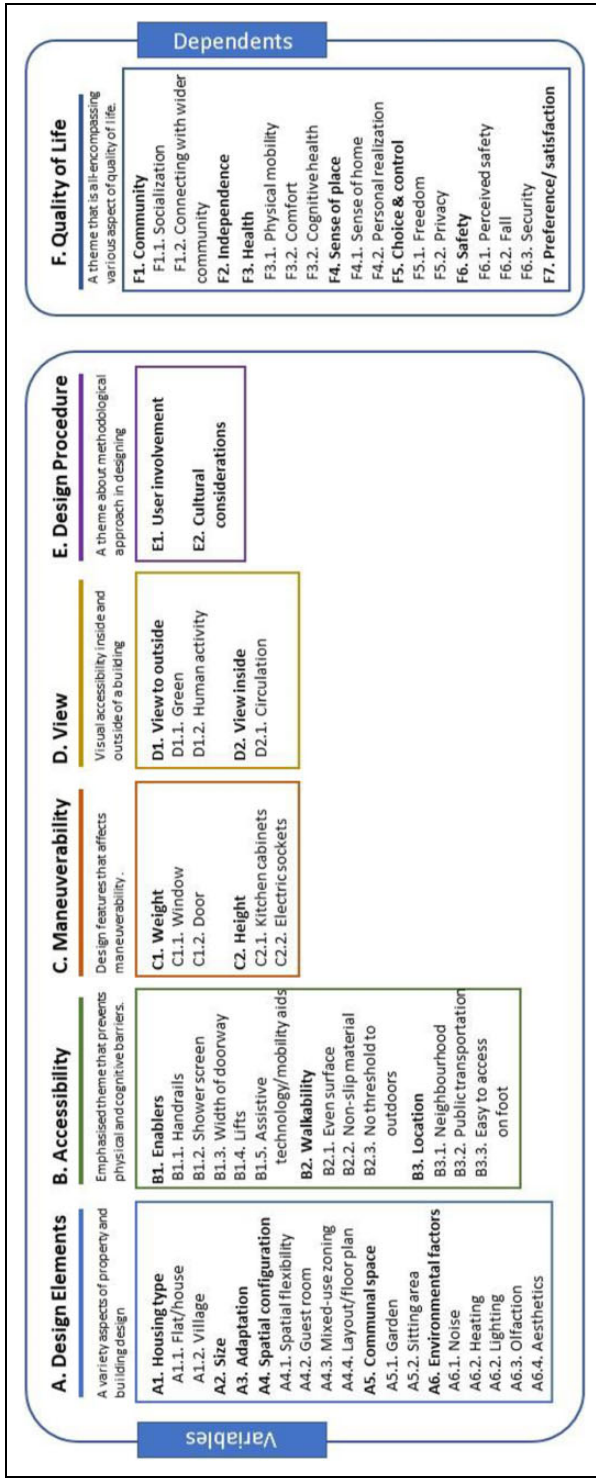 Variables
A. Design Elements
A variety aspects of property and
building design
A1. Housing type
A1.1. Flat/house
A1.2. Village
A2. Size
A3. Adaptation
A4. Spatial configuration
A4.1. Spatial flexibility
A4.2. Guest room
A4.3. Mixed-use zoning
A4.4. Layout/floor plan
A5. Communal space
A5.1. Garden
A5.2. Sitting area
A6. Environmental factors
A6.1. Noise
A6.2. Heating
A6.2. Lighting
A6.3. Olfaction
A6.4. Aesthetics
B. Accessibility
Emphasised theme that prevents
physical and cognitive barriers.
B1. Enablers
B1.1. Handrails
B1.2. Shower screen
B1.3. Width of doorway
B1.4. Lifts
B1.5. Assistive
technology/mobility aids
B2. Walkability
B2.1. Even surface
B2.2. Non-slip material
B2.3. No threshold to
outdoors
B3. Location
B3.1. Neighbourhood
B3.2. Public transportation
B3.3. Easy to access
on foot
C. Maneuverability
Design features that affects
maneuverability.
C1. Weight
C1.1. Window
C1.2. Door
C2. Height
C2.1. Kitchen cabinets
C2.2. Electric sockets
D. View
Visual accessibility inside and
outside of a building
D1. View to outside
D1.1. Green
D1.2. Human activity
D2. View inside
D2.1. Circulation
E. Design Procedure
A theme about methodological
approach in designing
E1. User involvement
E2. Cultural
considerations
F. Quality of Life
A theme that is all-encompassing
various aspect of quality of life.
F1. Community
F1.1. Socialization
F1.2. Connecting with wider
community
F2. Independence
F3. Health
F3.1. Physical mobility
F3.2. Comfort
F3.2. Cognitive health
F4. Sense of place
F4.1. Sense of home
F4.2. Personal realization
F5. Choice & control
F5.1. Freedom
F5.2. Privacy
F6. Safety
F6.1. Perceived safety
F6.2. Fall
F6.3. Security
F7. Preference/ satisfaction
Dependents